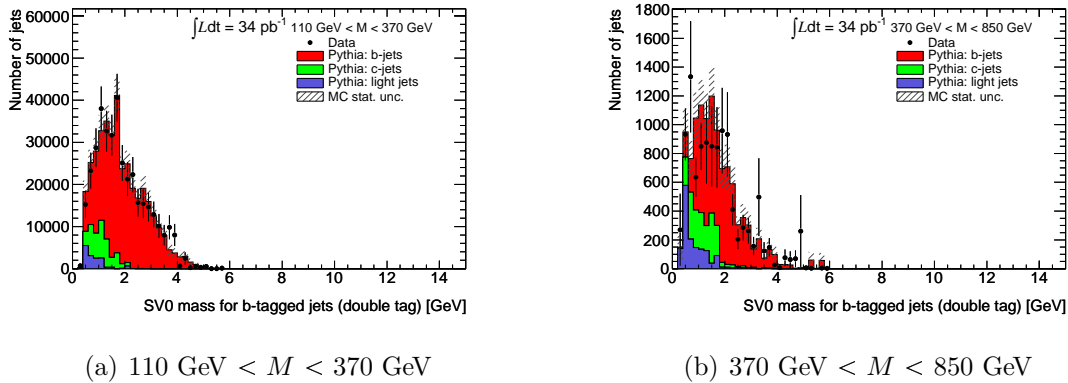 Number of jets
60000
50000
40000
30000
20000
10000
0
0 2 4 6 8 10 12 14
∫Ldt = 34 pb⁻¹ 110 GeV < M < 370 GeV
Data
Pythia: b-jets
Pythia: c-jets
Pythia: light jets
MC stat. unc.
SV0 mass for b-tagged jets (double tag) [GeV]
(a) 110 GeV < M < 370 GeV
Number of jets
1800
1600
1400
1200
1000
800
600
400
200
0
0 2 4 6 8 10 12 14
∫Ldt = 34 pb⁻¹ 370 GeV < M < 850 GeV
Data
Pythia: b-jets
Pythia: c-jets
Pythia: light jets
MC stat. unc.
SV0 mass for b-tagged jets (double tag) [GeV]
(b) 370 GeV < M < 850 GeV